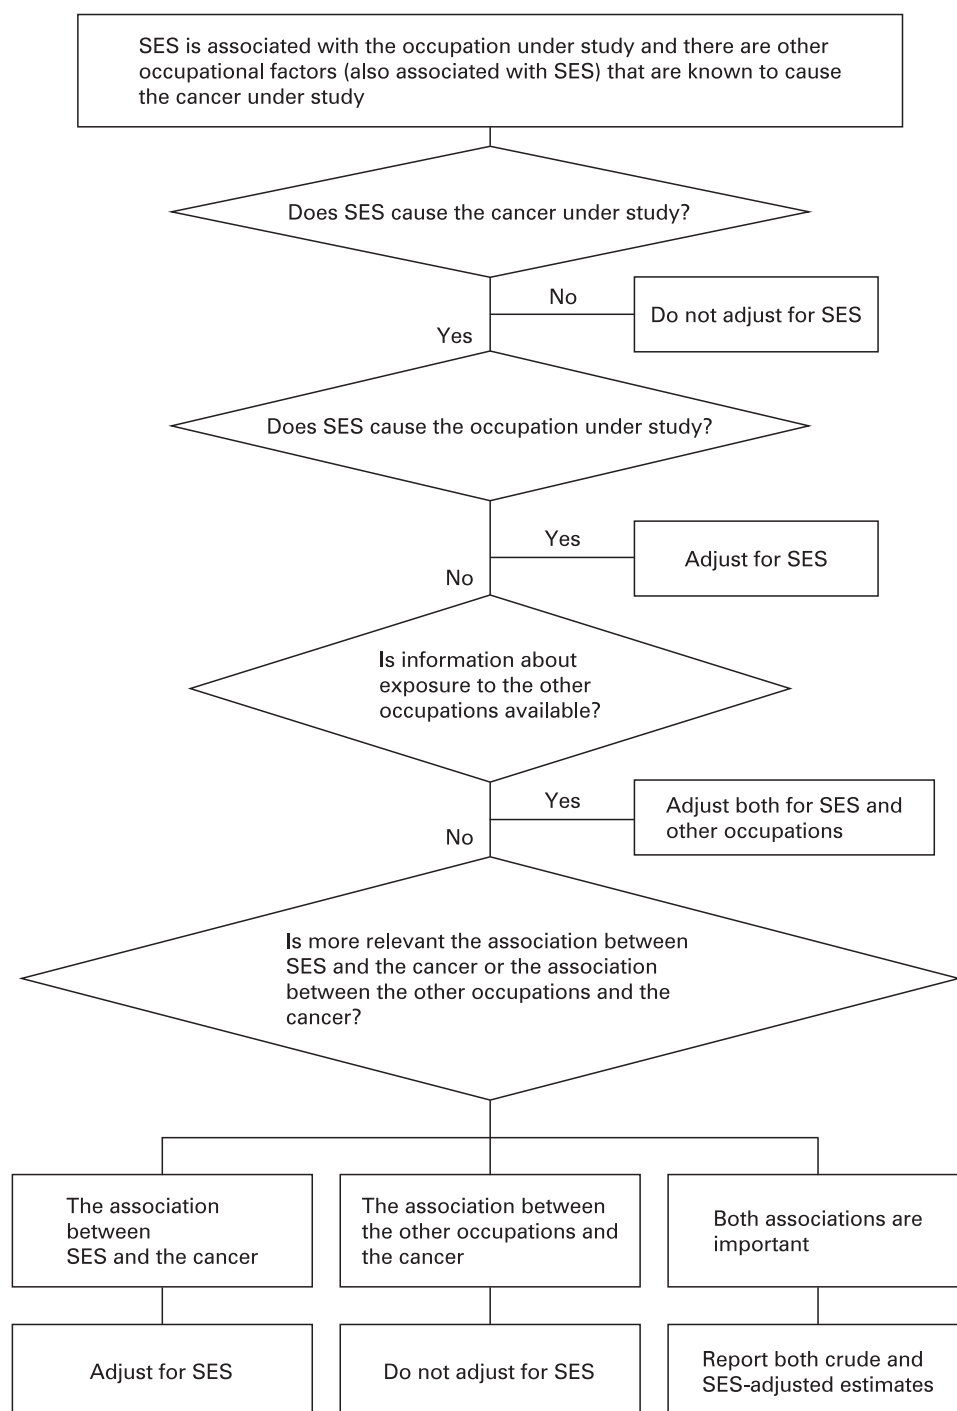 SES is associated with the occupation under study and there are other
occupational factors (also associated with SES) that are known to cause
the cancer under study
Does SES cause the cancer under study?
No
Do not adjust for SES
Yes
Does SES cause the occupation under study?
Yes
Adjust for SES
No
Is information about
exposure to the other
occupations available?
Yes
Adjust both for SES and
other occupations
No
Is more relevant the association between
SES and the cancer or the association
between the other occupations and the
cancer?
The association
between
SES and the cancer
The association between
the other occupations and
the cancer
Both associations are
important
Adjust for SES
Do not adjust for SES
Report both crude and
SES-adjusted estimates